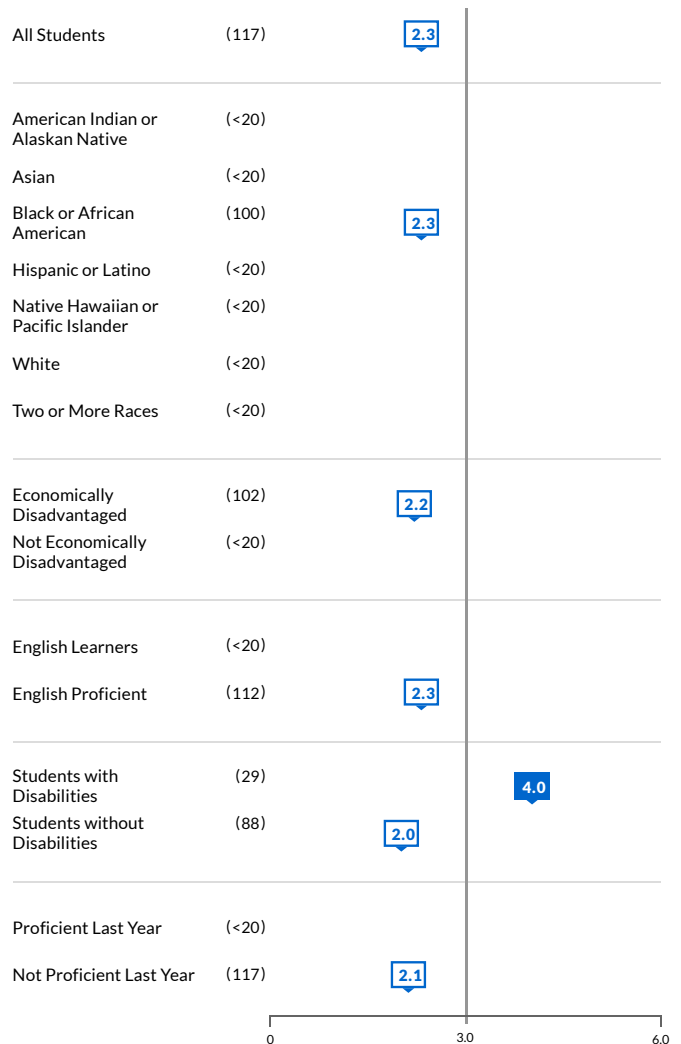 All Students (117) 2.3
American Indian or (<20)
Alaskan Native
Asian (<20)
Black or African (100) 2.3
American
Hispanic or Latino (<20)
Native Hawaiian or (<20)
Pacific Islander
White (<20)
Two or More Races (<20)
Economically (102) 2.2
Disadvantaged
Not Economically (<20)
Disadvantaged
English Learners (<20)
English Proficient (112) 2.3
Students with (29) 4.0
Disabilities
Students without (88) 2.0
Disabilities
Proficient Last Year (<20)
Not Proficient Last Year (117) 2.1
0 3.0 6.0